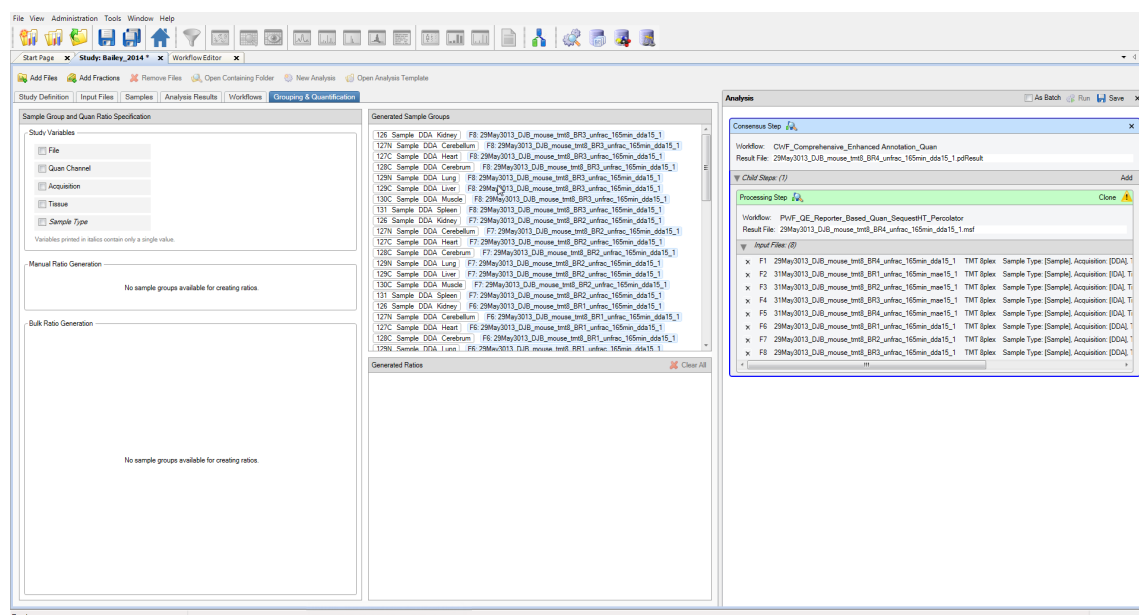 File View Administration Tools Window Help
Start Page x Study: Bailey_2014 * x WorkflowEditor x
Add Files Add Fractions Remove Files Open Containing Folder New Analysis Open Analysis Template
Study Definition Input Files Samples Analysis Results Workflows Grouping & Quantification
Sample Group and Quan Ratio Specification
Study Variables
File
Quan Channel
Acquisition
Tissue
Sample Type
Variables printed in italics contain only a single value.
Manual Ratio Generation
No sample groups available for creating ratios.
Bulk Ratio Generation
No sample groups available for creating ratios.
Generated Sample Groups
126 Sample DDA Kidney F8: 29May3013_DJB_mouse_tmt8_BR3_unfrac_165min_dda15_1
127N Sample DDA Cerebellum F8: 29May3013_DJB_mouse_tmt8_BR3_unfrac_165min_dda15_1
127C Sample DDA Heart F8: 29May3013_DJB_mouse_tmt8_BR3_unfrac_165min_dda15_1
128C Sample DDA Cerebrum F8: 29May3013_DJB_mouse_tmt8_BR3_unfrac_165min_dda15_1
129N Sample DDA Lung F8: 29May3013_DJB_mouse_tmt8_BR3_unfrac_165min_dda15_1
129C Sample DDA Liver F8: 29May3013_DJB_mouse_tmt8_BR3_unfrac_165min_dda15_1
130C Sample DDA Muscle F8: 29May3013_DJB_mouse_tmt8_BR3_unfrac_165min_dda15_1
131 Sample DDA Spleen F8: 29May3013_DJB_mouse_tmt8_BR3_unfrac_165min_dda15_1
126 Sample DDA Kidney F7: 29May3013_DJB_mouse_tmt8_BR2_unfrac_165min_dda15_1
127N Sample DDA Cerebellum F7: 29May3013_DJB_mouse_tmt8_BR2_unfrac_165min_dda15_1
127C Sample DDA Heart F7: 29May3013_DJB_mouse_tmt8_BR2_unfrac_165min_dda15_1
128C Sample DDA Cerebrum F7: 29May3013_DJB_mouse_tmt8_BR2_unfrac_165min_dda15_1
129N Sample DDA Lung F7: 29May3013_DJB_mouse_tmt8_BR2_unfrac_165min_dda15_1
129C Sample DDA Liver F7: 29May3013_DJB_mouse_tmt8_BR2_unfrac_165min_dda15_1
130C Sample DDA Muscle F7: 29May3013_DJB_mouse_tmt8_BR2_unfrac_165min_dda15_1
131 Sample DDA Spleen F7: 29May3013_DJB_mouse_tmt8_BR2_unfrac_165min_dda15_1
126 Sample DDA Kidney F6: 29May3013_DJB_mouse_tmt8_BR1_unfrac_165min_dda15_1
127N Sample DDA Cerebellum F6: 29May3013_DJB_mouse_tmt8_BR1_unfrac_165min_dda15_1
127C Sample DDA Heart F6: 29May3013_DJB_mouse_tmt8_BR1_unfrac_165min_dda15_1
128C Sample DDA Cerebrum F6: 29May3013_DJB_mouse_tmt8_BR1_unfrac_165min_dda15_1
129N Sample DDA Lung F6: 29May3013_DJB_mouse_tmt8_BR1_unfrac_165min_dda15_1
Generated Ratios Clear All
Analysis As Batch Run Save x
Consensus Step x
Workflow: CWF_Comprehensive_Enhanced Annotation_Quan
Result File: 29May3013_DJB_mouse_tmt8_BR4_unfrac_165min_dda15_1.pdResult
Child Steps: (1) Add
Processing Step Clone
Workflow: PWF_QE_Reporter_Based_Quan_SequestHT_Percolator
Result File: 29May3013_DJB_mouse_tmt8_BR4_unfrac_165min_dda15_1.msf
Input Files: (8)
x F1 29May3013_DJB_mouse_tmt8_BR4_unfrac_165min_dda15_1 TMT 8plex Sample Type: [Sample], Acquisition: [DDA],
x F2 31May3013_DJB_mouse_tmt8_BR1_unfrac_165min_mae15_1 TMT 8plex Sample Type: [Sample], Acquisition: [IDA],
x F3 31May3013_DJB_mouse_tmt8_BR2_unfrac_165min_mae15_1 TMT 8plex Sample Type: [Sample], Acquisition: [IDA],
x F4 31May3013_DJB_mouse_tmt8_BR3_unfrac_165min_mae15_1 TMT 8plex Sample Type: [Sample], Acquisition: [IDA],
x F5 31May3013_DJB_mouse_tmt8_BR4_unfrac_165min_mae15_1 TMT 8plex Sample Type: [Sample], Acquisition: [IDA],
x F6 29May3013_DJB_mouse_tmt8_BR1_unfrac_165min_dda15_1 TMT 8plex Sample Type: [Sample], Acquisition: [DDA],
x F7 29May3013_DJB_mouse_tmt8_BR2_unfrac_165min_dda15_1 TMT 8plex Sample Type: [Sample], Acquisition: [DDA],
x F8 29May3013_DJB_mouse_tmt8_BR3_unfrac_165min_dda15_1 TMT 8plex Sample Type: [Sample], Acquisition: [DDA],